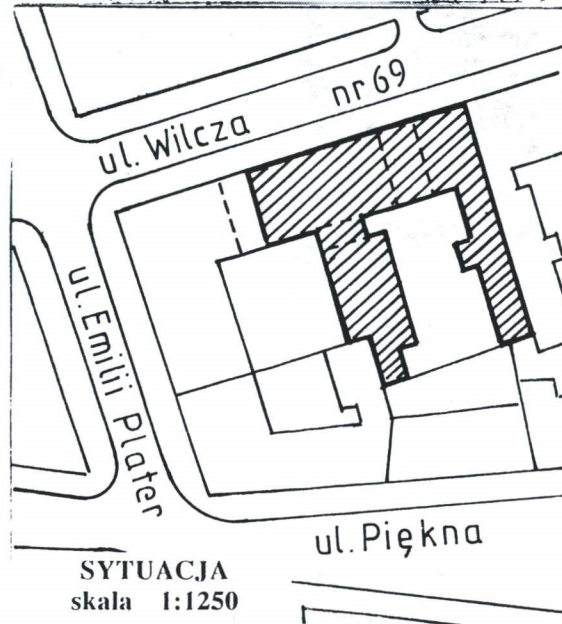 nr 69
ul. Wilcza
ul. Emilii Plater
ul. Piękna
SYTUACJA
skala 1:1250